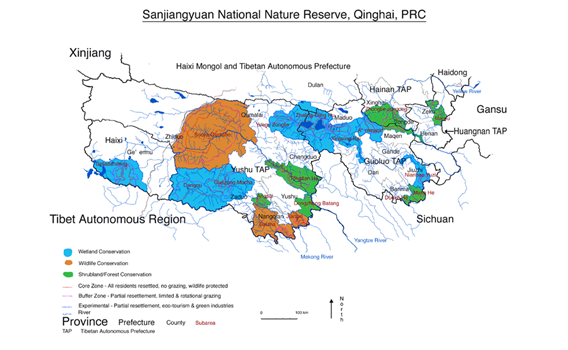 Sanjiangyuan National Nature Reserve, Qinghai, PRC
Xinjiang
Haixi Mongol and Tibetan Autonomous Prefecture
Haidong
Dulan
Hainan TAP
Yellow River
Xinghai
Zeku
Gansu
Qumalai
Maduo
Huangnan TAP
Henan
Maqen
Haixi
Zhiduo
Ge' ermu
Chengduo
Gande
Guoluo TAP
Yushu TAP
Dari
Jiuzhi
Banma
Zaduo
Yushu
Nangqian
Tibet Autonomous Region
Sichuan
Yangtze River
Mekong River
Wetland Conservation
Wildlife Conservation
Shrubland/Forest Conservation
Core Zone - All residents resettled, no grazing, wildlife protected
Buffer Zone - Partial resettlement, limited & rotational grazing
Experimental - Partial resettlement, eco-tourism & green industries
River
Province Prefecture County Subarea
TAP Tibetan Autonomous Prefecture
0 100 km
North